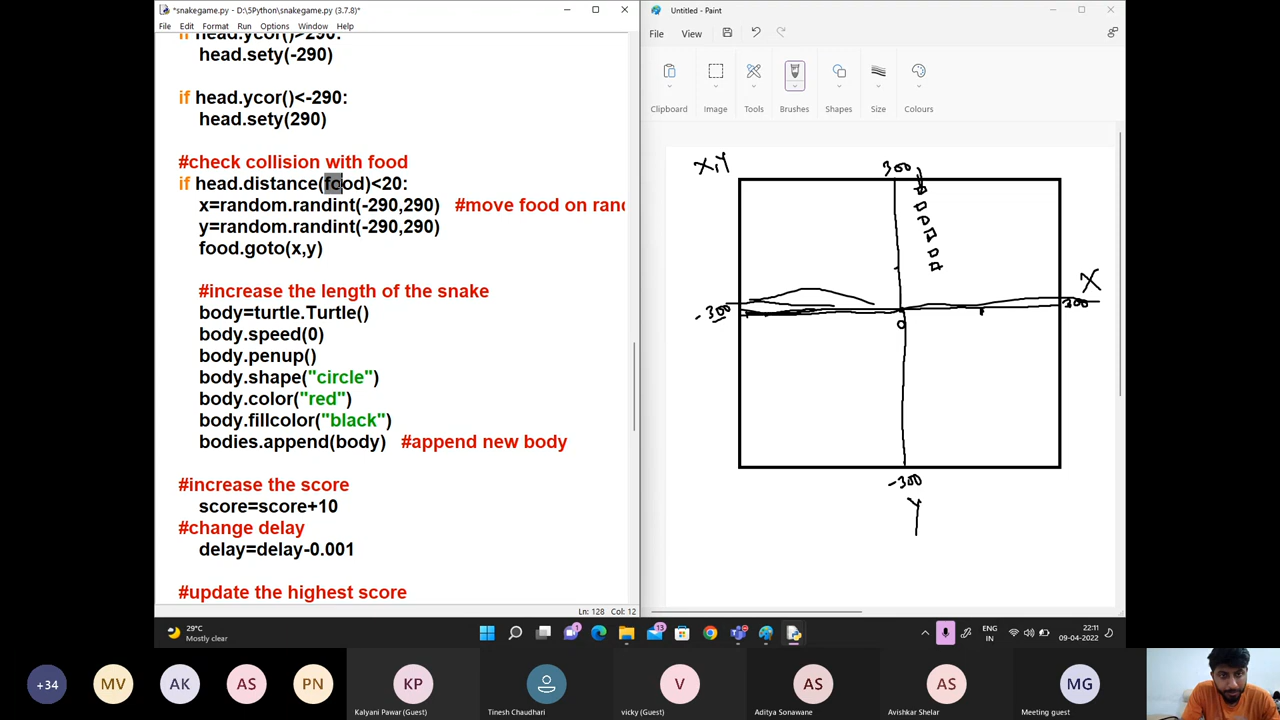 *snakegame.py - D:\5Python\snakegame.py (3.7.8)*
File Edit Format Run Options Window Help
if head.ycor()>290:
head.sety(-290)
if head.ycor()<-290:
head.sety(290)
#check collision with food
if head.distance(food)<20:
x=random.randint(-290,290) #move food on rand
y=random.randint(-290,290)
food.goto(x,y)
#increase the length of the snake
body=turtle.Turtle()
body.speed(0)
body.penup()
body.shape("circle")
body.color("red")
body.fillcolor("black")
bodies.append(body) #append new body
#increase the score
score=score+10
#change delay
delay=delay-0.001
#update the highest score
Ln: 128 Col: 12
Untitled - Paint
File View
Clipboard Image Tools Brushes Shapes Size Colours
X,Y
300
X
-300
300
0
-300
Y
29°C
Mostly clear
1
13
ENG
IN
22:11
09-04-2022
+34 MV AK AS PN KP V AS AS MG
Kalyani Pawar (Guest) Tinesh Chaudhari vicky (Guest) Aditya Sonawane Avishkar Shelar Meeting guest